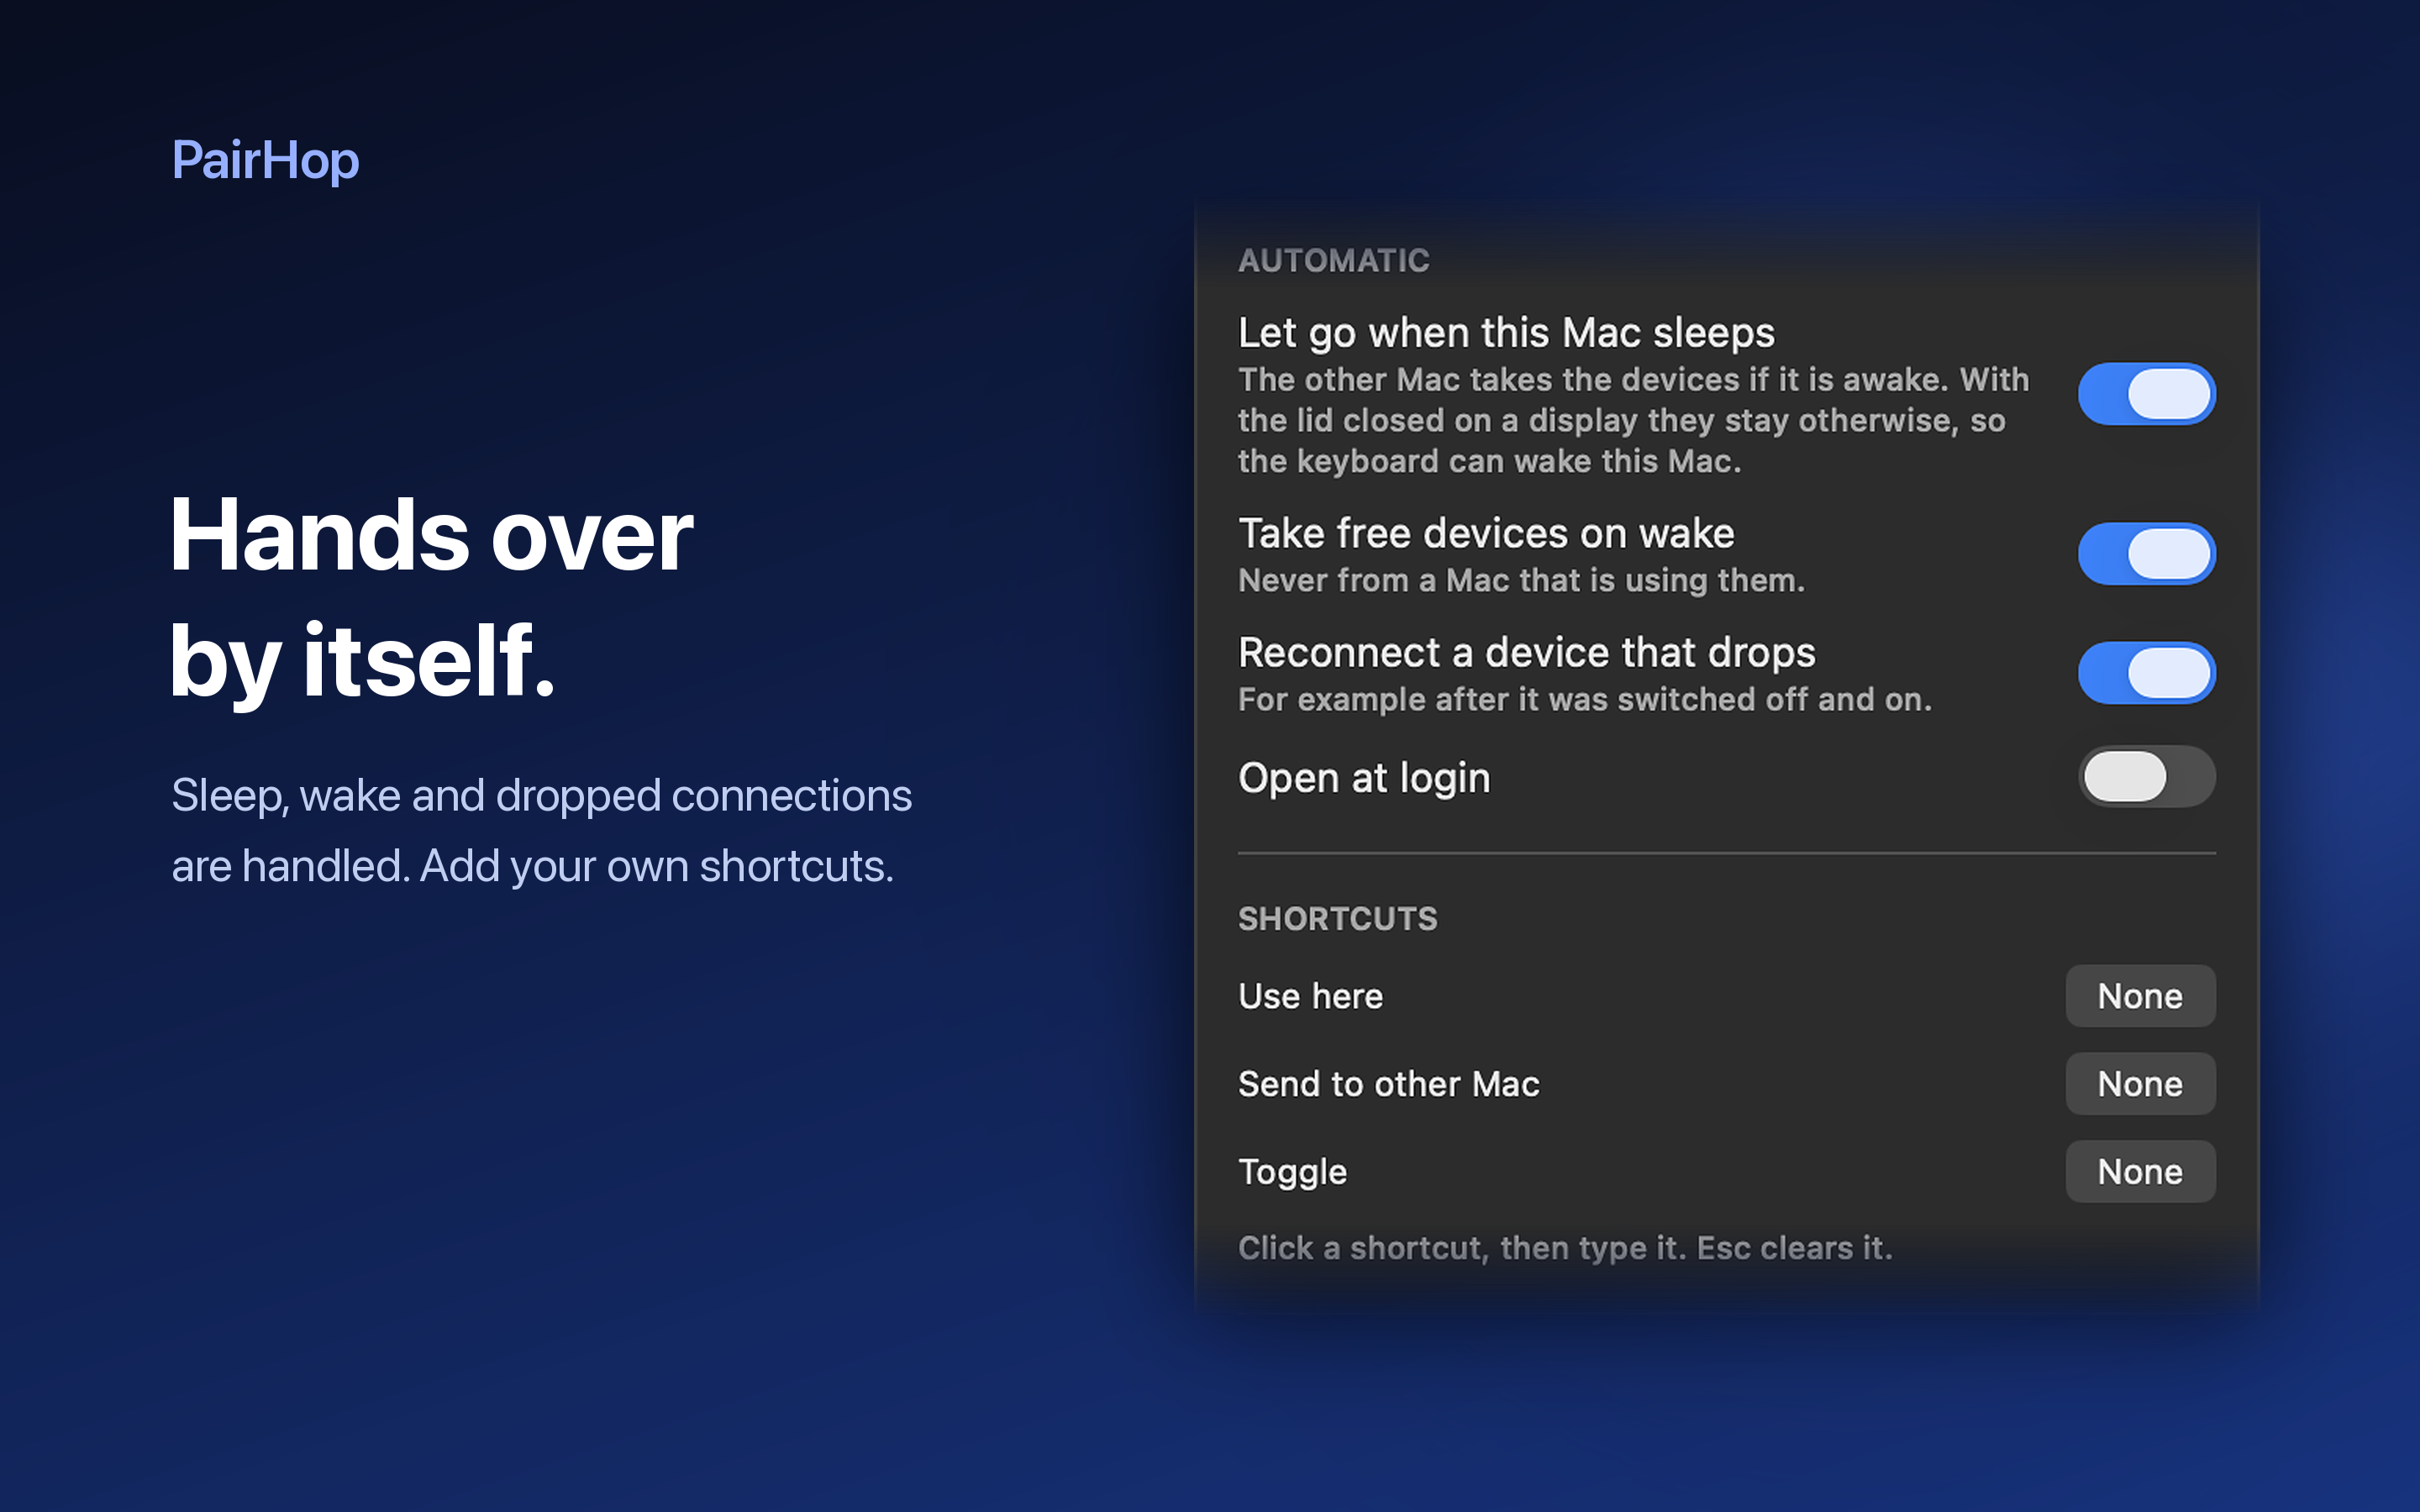 PairHop
Hands over
by itself.
Sleep, wake and dropped connections
are handled. Add your own shortcuts.
AUTOMATIC
Let go when this Mac sleeps
The other Mac takes the devices if it is awake. With
the lid closed on a display they stay otherwise, so
the keyboard can wake this Mac.
Take free devices on wake
Never from a Mac that is using them.
Reconnect a device that drops
For example after it was switched off and on.
Open at login
SHORTCUTS
Use here None
Send to other Mac None
Toggle None
Click a shortcut, then type it. Esc clears it.